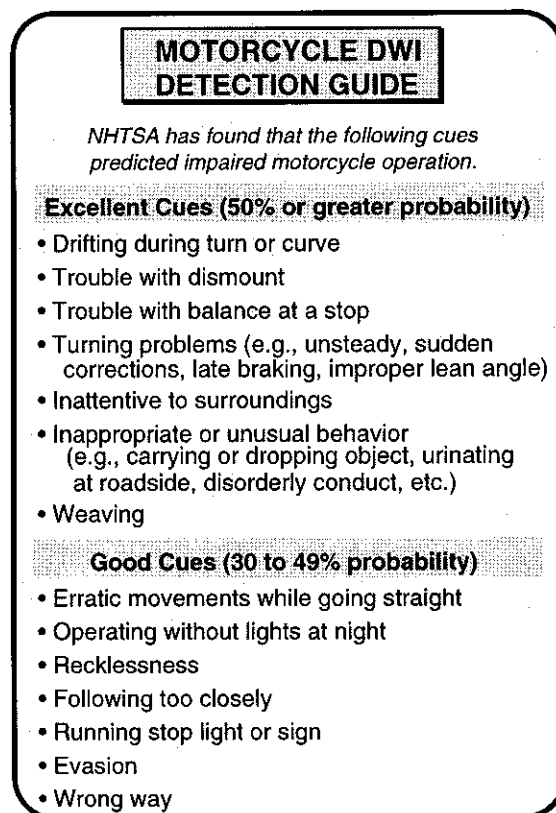 MOTORCYCLE DWI
DETECTION GUIDE
NHTSA has found that the following cues
predicted impaired motorcycle operation.
Excellent Cues (50% or greater probability)
• Drifting during turn or curve
• Trouble with dismount
• Trouble with balance at a stop
• Turning problems (e.g., unsteady, sudden
corrections, late braking, improper lean angle)
• Inattentive to surroundings
• Inappropriate or unusual behavior
(e.g., carrying or dropping object, urinating
at roadside, disorderly conduct, etc.)
• Weaving
Good Cues (30 to 49% probability)
• Erratic movements while going straight
• Operating without lights at night
• Recklessness
• Following too closely
• Running stop light or sign
• Evasion
• Wrong way